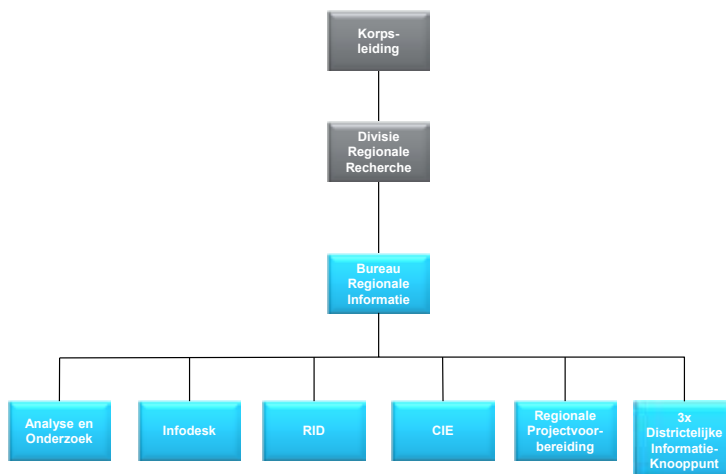 Korps-
leiding
Divisie
Regionale
Recherche
Bureau
Regionale
Informatie
Analyse en
Onderzoek
Infodesk
RID
CIE
Regionale
Projectvoor-
bereiding
3x
Districtelijke
Informatie-
Knooppunt